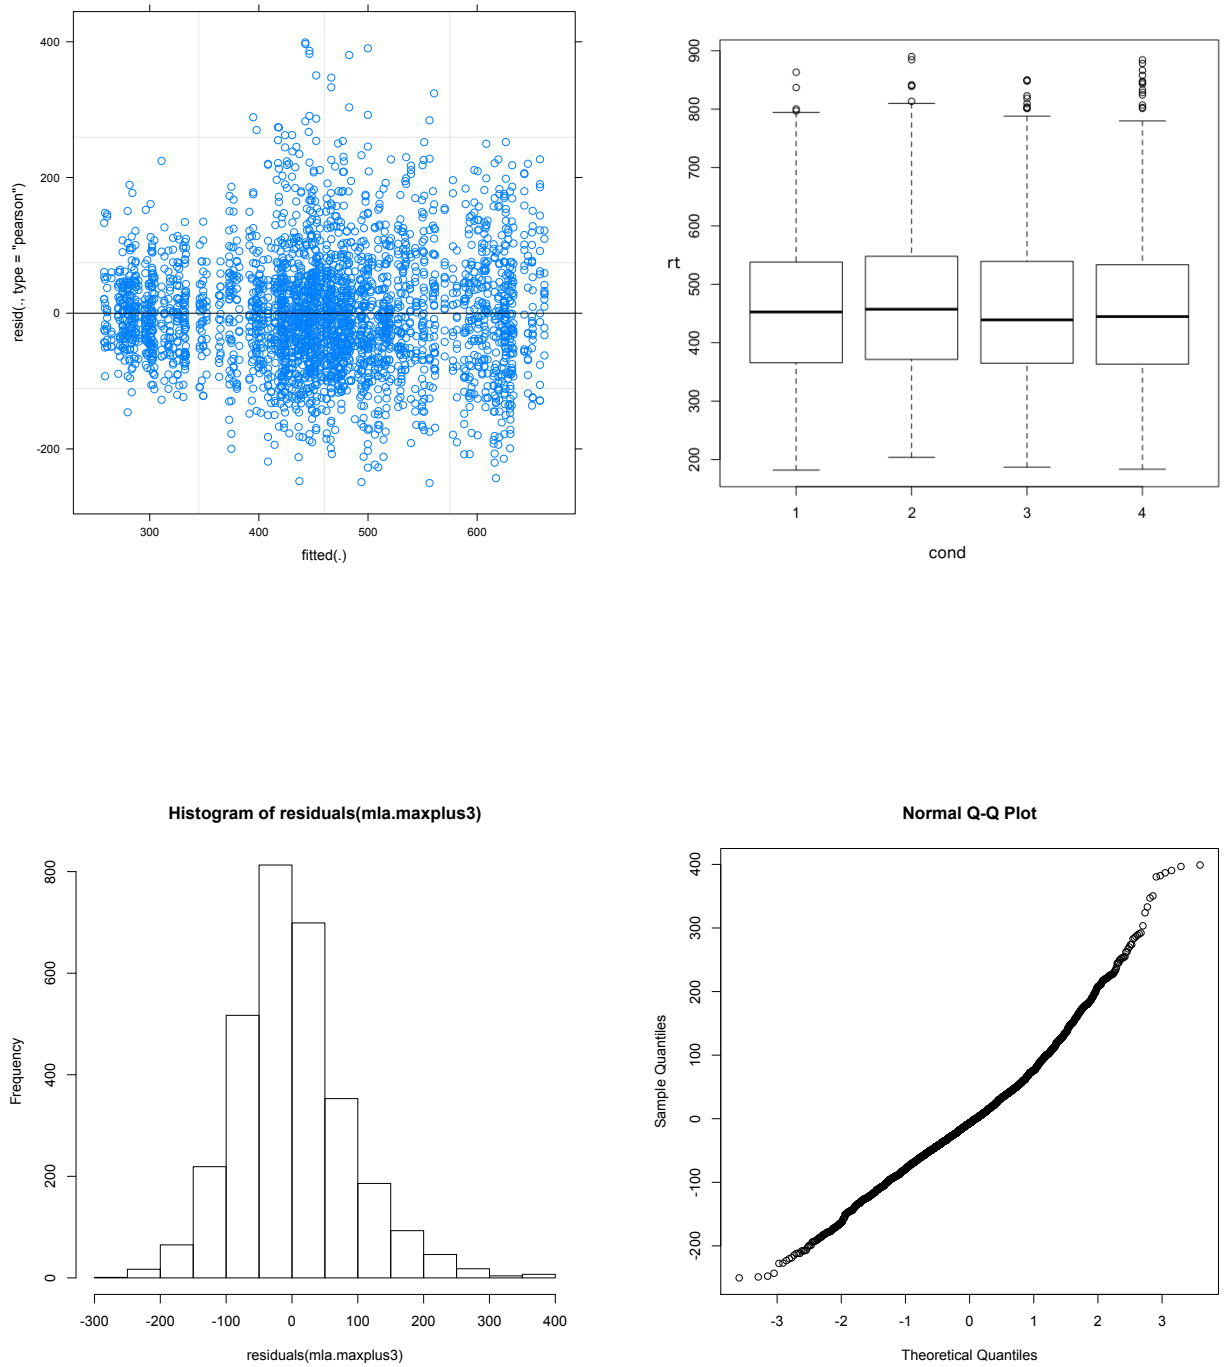 400
200
0
-200
resid(., type = "pearson")
300 400 500 600
fitted(.)
900
800
700
600
500
400
300
200
rt
1 2 3 4
cond
Histogram of residuals(mla.maxplus3)
800
600
400
200
0
Frequency
-300 -200 -100 0 100 200 300 400
residuals(mla.maxplus3)
Normal Q-Q Plot
400
300
200
100
0
-100
-200
Sample Quantiles
-3 -2 -1 0 1 2 3
Theoretical Quantiles